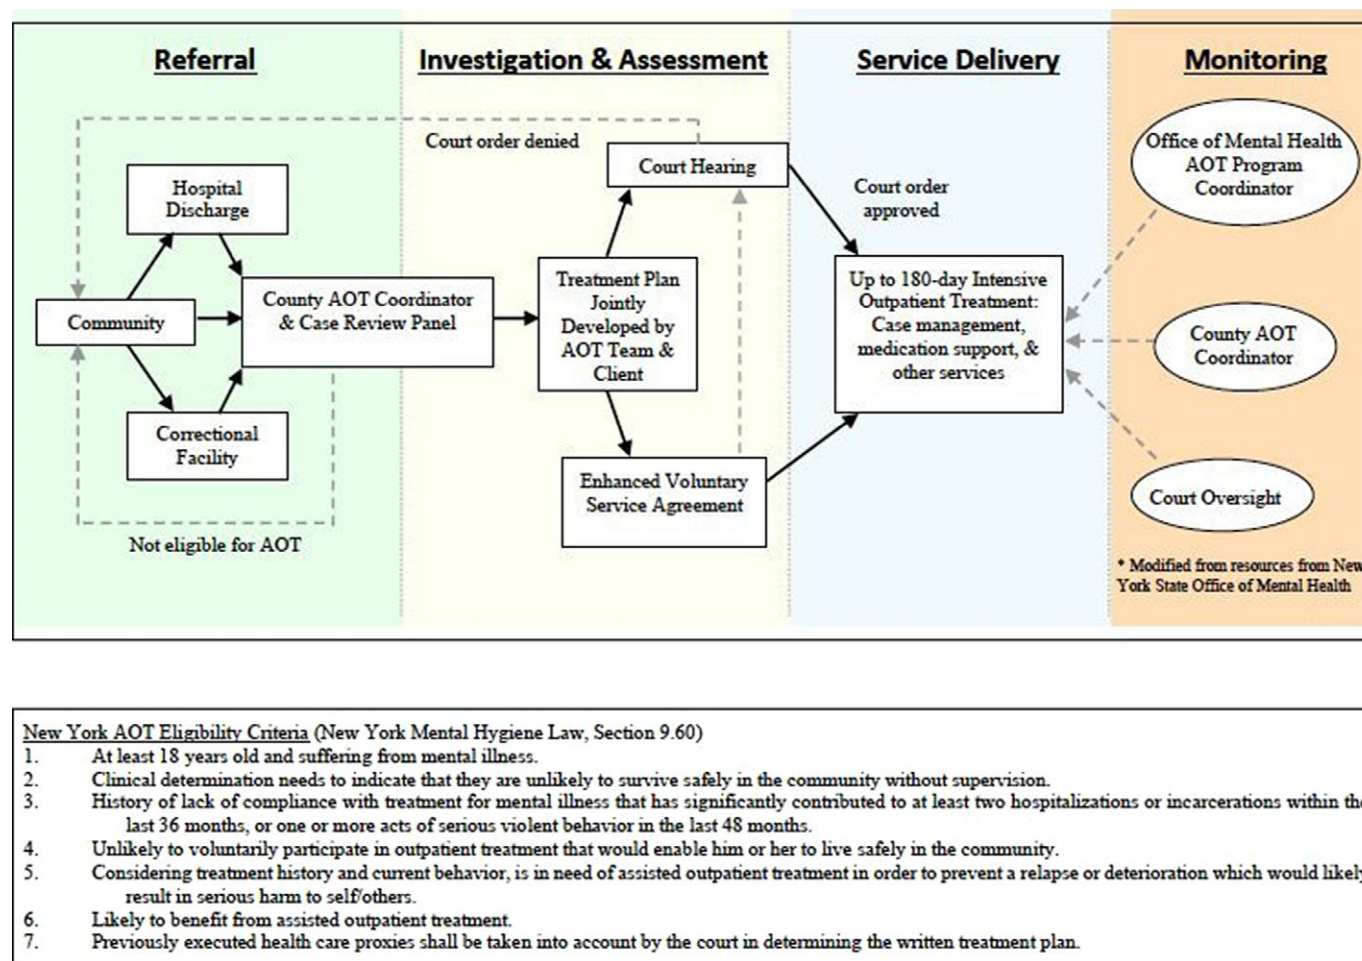 Referral
Investigation & Assessment
Service Delivery
Monitoring
Court order denied
Court Hearing
Office of Mental Health
AOT Program
Coordinator
Hospital
Discharge
Court order
approved
Community
County AOT Coordinator
& Case Review Panel
Treatment Plan
Jointly
Developed by
AOT Team &
Client
Up to 180-day Intensive
Outpatient Treatment:
Case management,
medication support, &
other services
County AOT
Coordinator
Correctional
Facility
Enhanced Voluntary
Service Agreement
Court Oversight
Not eligible for AOT
* Modified from resources from New
York State Office of Mental Health
New York AOT Eligibility Criteria (New York Mental Hygiene Law, Section 9.60)
1. At least 18 years old and suffering from mental illness.
2. Clinical determination needs to indicate that they are unlikely to survive safely in the community without supervision.
3. History of lack of compliance with treatment for mental illness that has significantly contributed to at least two hospitalizations or incarcerations within the
last 36 months, or one or more acts of serious violent behavior in the last 48 months.
4. Unlikely to voluntarily participate in outpatient treatment that would enable him or her to live safely in the community.
5. Considering treatment history and current behavior, is in need of assisted outpatient treatment in order to prevent a relapse or deterioration which would likely
result in serious harm to self/others.
6. Likely to benefit from assisted outpatient treatment.
7. Previously executed health care proxies shall be taken into account by the court in determining the written treatment plan.